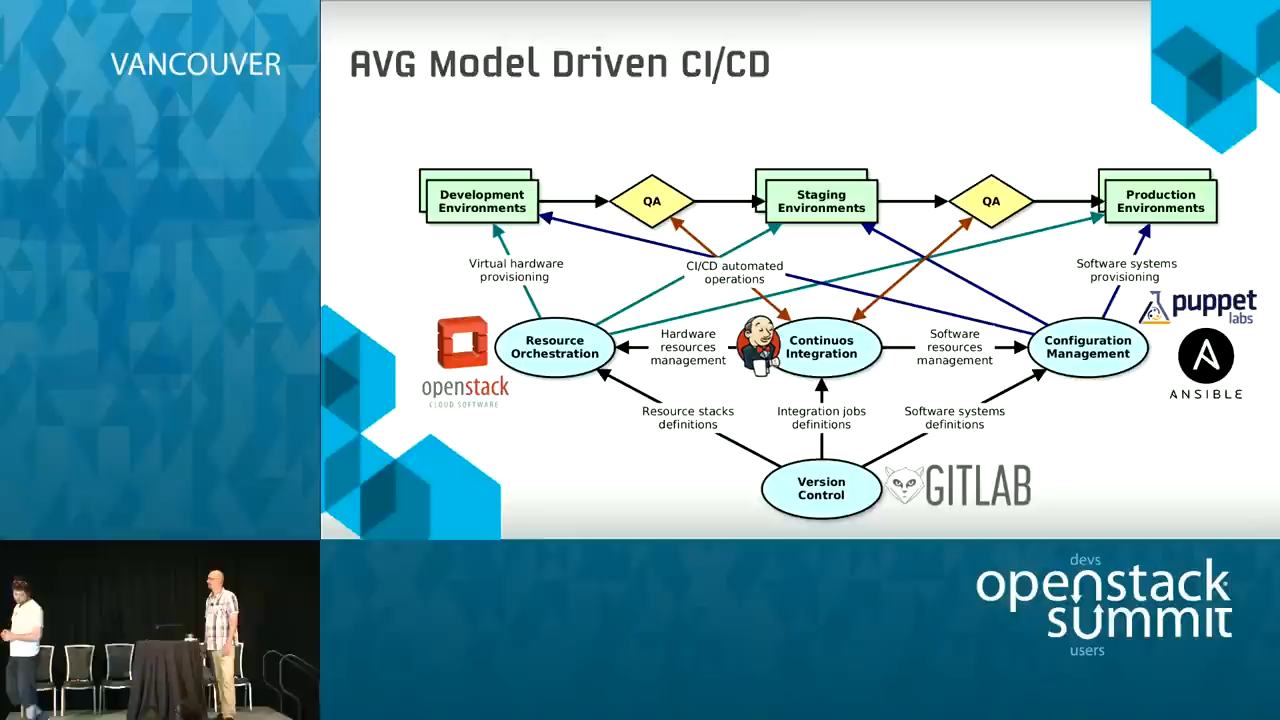 VANCOUVER
AVG Model Driven CI/CD
Development
Environments
QA
Staging
Environments
QA
Production
Environments
Virtual hardware
provisioning
CI/CD automated
operations
Software systems
provisioning
puppet
labs
openstack
CLOUD SOFTWARE
Resource
Orchestration
Hardware
resources
management
Continuos
Integration
Software
resources
management
Configuration
Management
ANSIBLE
Resource stacks
definitions
Integration jobs
definitions
Software systems
definitions
Version
Control
GITLAB
devs
openstack
summit
users